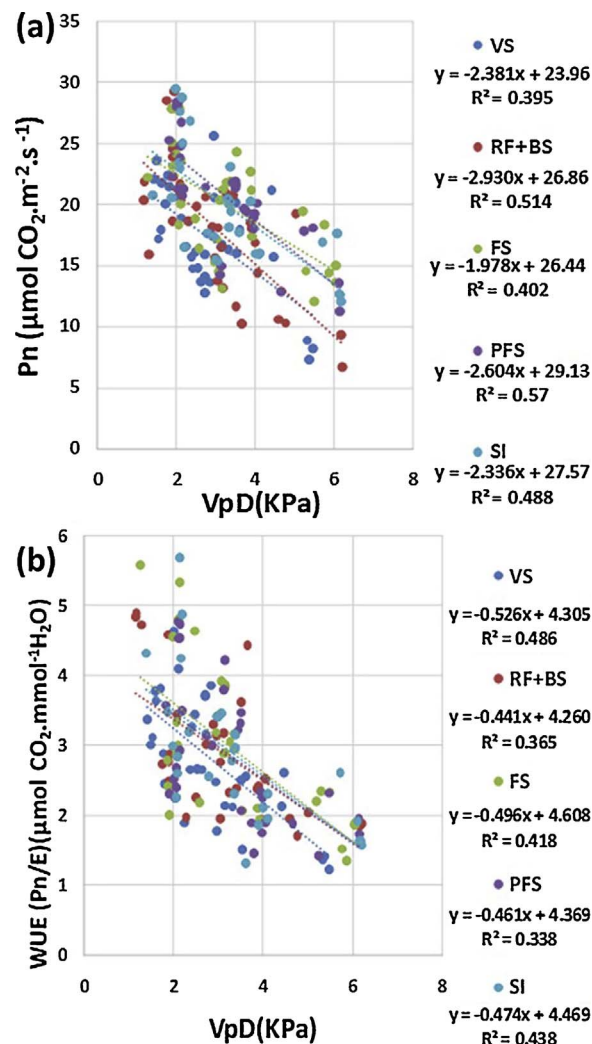 (a)
35
30
25
20
15
10
5
0
Pn (µmol CO₂.m⁻².s⁻¹)
0 2 4 6 8
VpD(KPa)
VS
y = -2.381x + 23.96
R² = 0.395
RF+BS
y = -2.930x + 26.86
R² = 0.514
FS
y = -1.978x + 26.44
R² = 0.402
PFS
y = -2.604x + 29.13
R² = 0.57
SI
y = -2.336x + 27.57
R² = 0.488
(b)
6
5
4
3
2
1
0
WUE (Pn/E)(µmol CO₂.mmol⁻¹H₂O)
0 2 4 6 8
VpD(KPa)
VS
y = -0.526x + 4.305
R² = 0.486
RF+BS
y = -0.441x + 4.260
R² = 0.365
FS
y = -0.496x + 4.608
R² = 0.418
PFS
y = -0.461x + 4.369
R² = 0.338
SI
y = -0.474x + 4.469
R² = 0.438